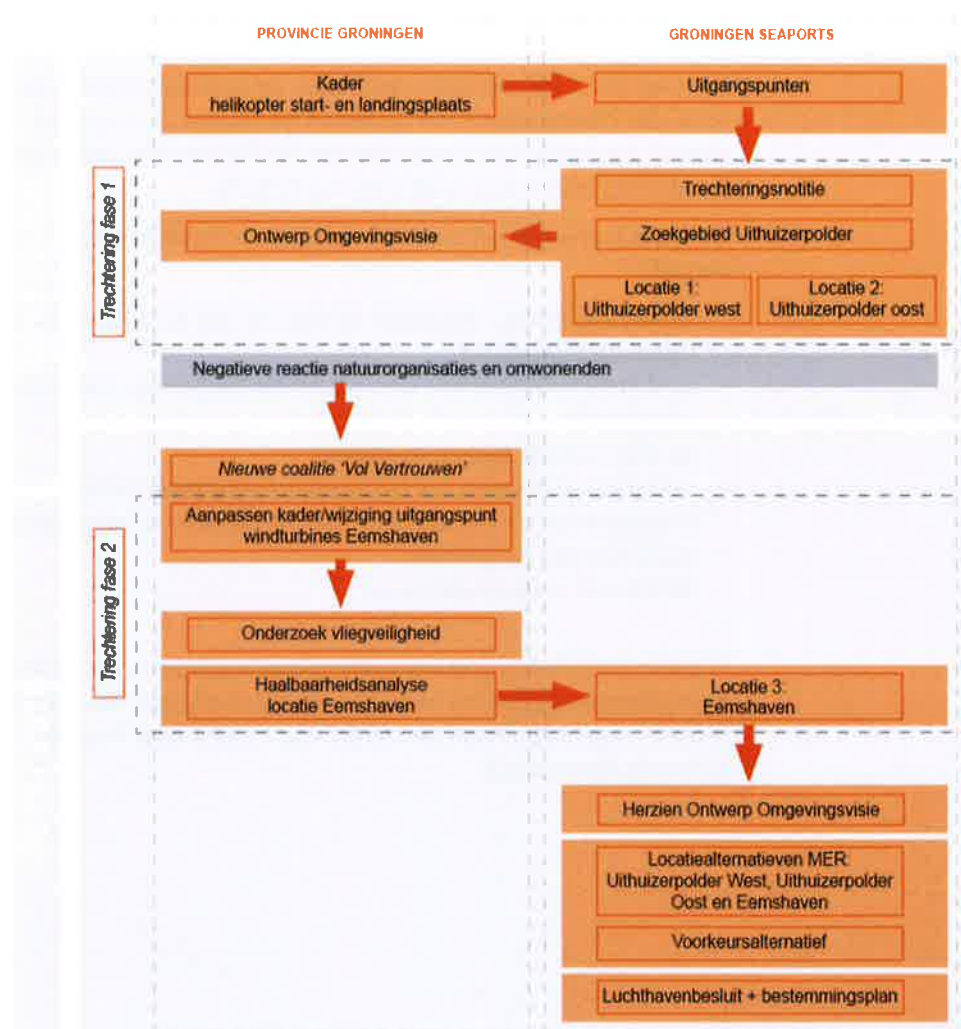 PROVINCIE GRONINGEN
GRONINGEN SEAPORTS
Kader
helikopter start- en landingsplaats
Uitgangspunten
Trechtering fase 1
Trechteringsnotitie
Ontwerp Omgevingsvisie
Zoekgebied Uithuizerpolder
Locatie 1:
Uithuizerpolder west
Locatie 2:
Uithuizerpolder oost
Negatieve reactie natuurorganisaties en omwonenden
Nieuwe coalitie 'Vol Vertrouwen'
Trechtering fase 2
Aanpassen kader/wijziging uitgangspunt
windturbines Eemshaven
Onderzoek vliegveiligheid
Haalbaarheidsanalyse
locatie Eemshaven
Locatie 3:
Eemshaven
Herzien Ontwerp Omgevingsvisie
Locatiealternatieven MER:
Uithuizerpolder West, Uithuizerpolder
Oost en Eemshaven
Voorkeursalternatief
Luchthavenbesluit + bestemmingsplan